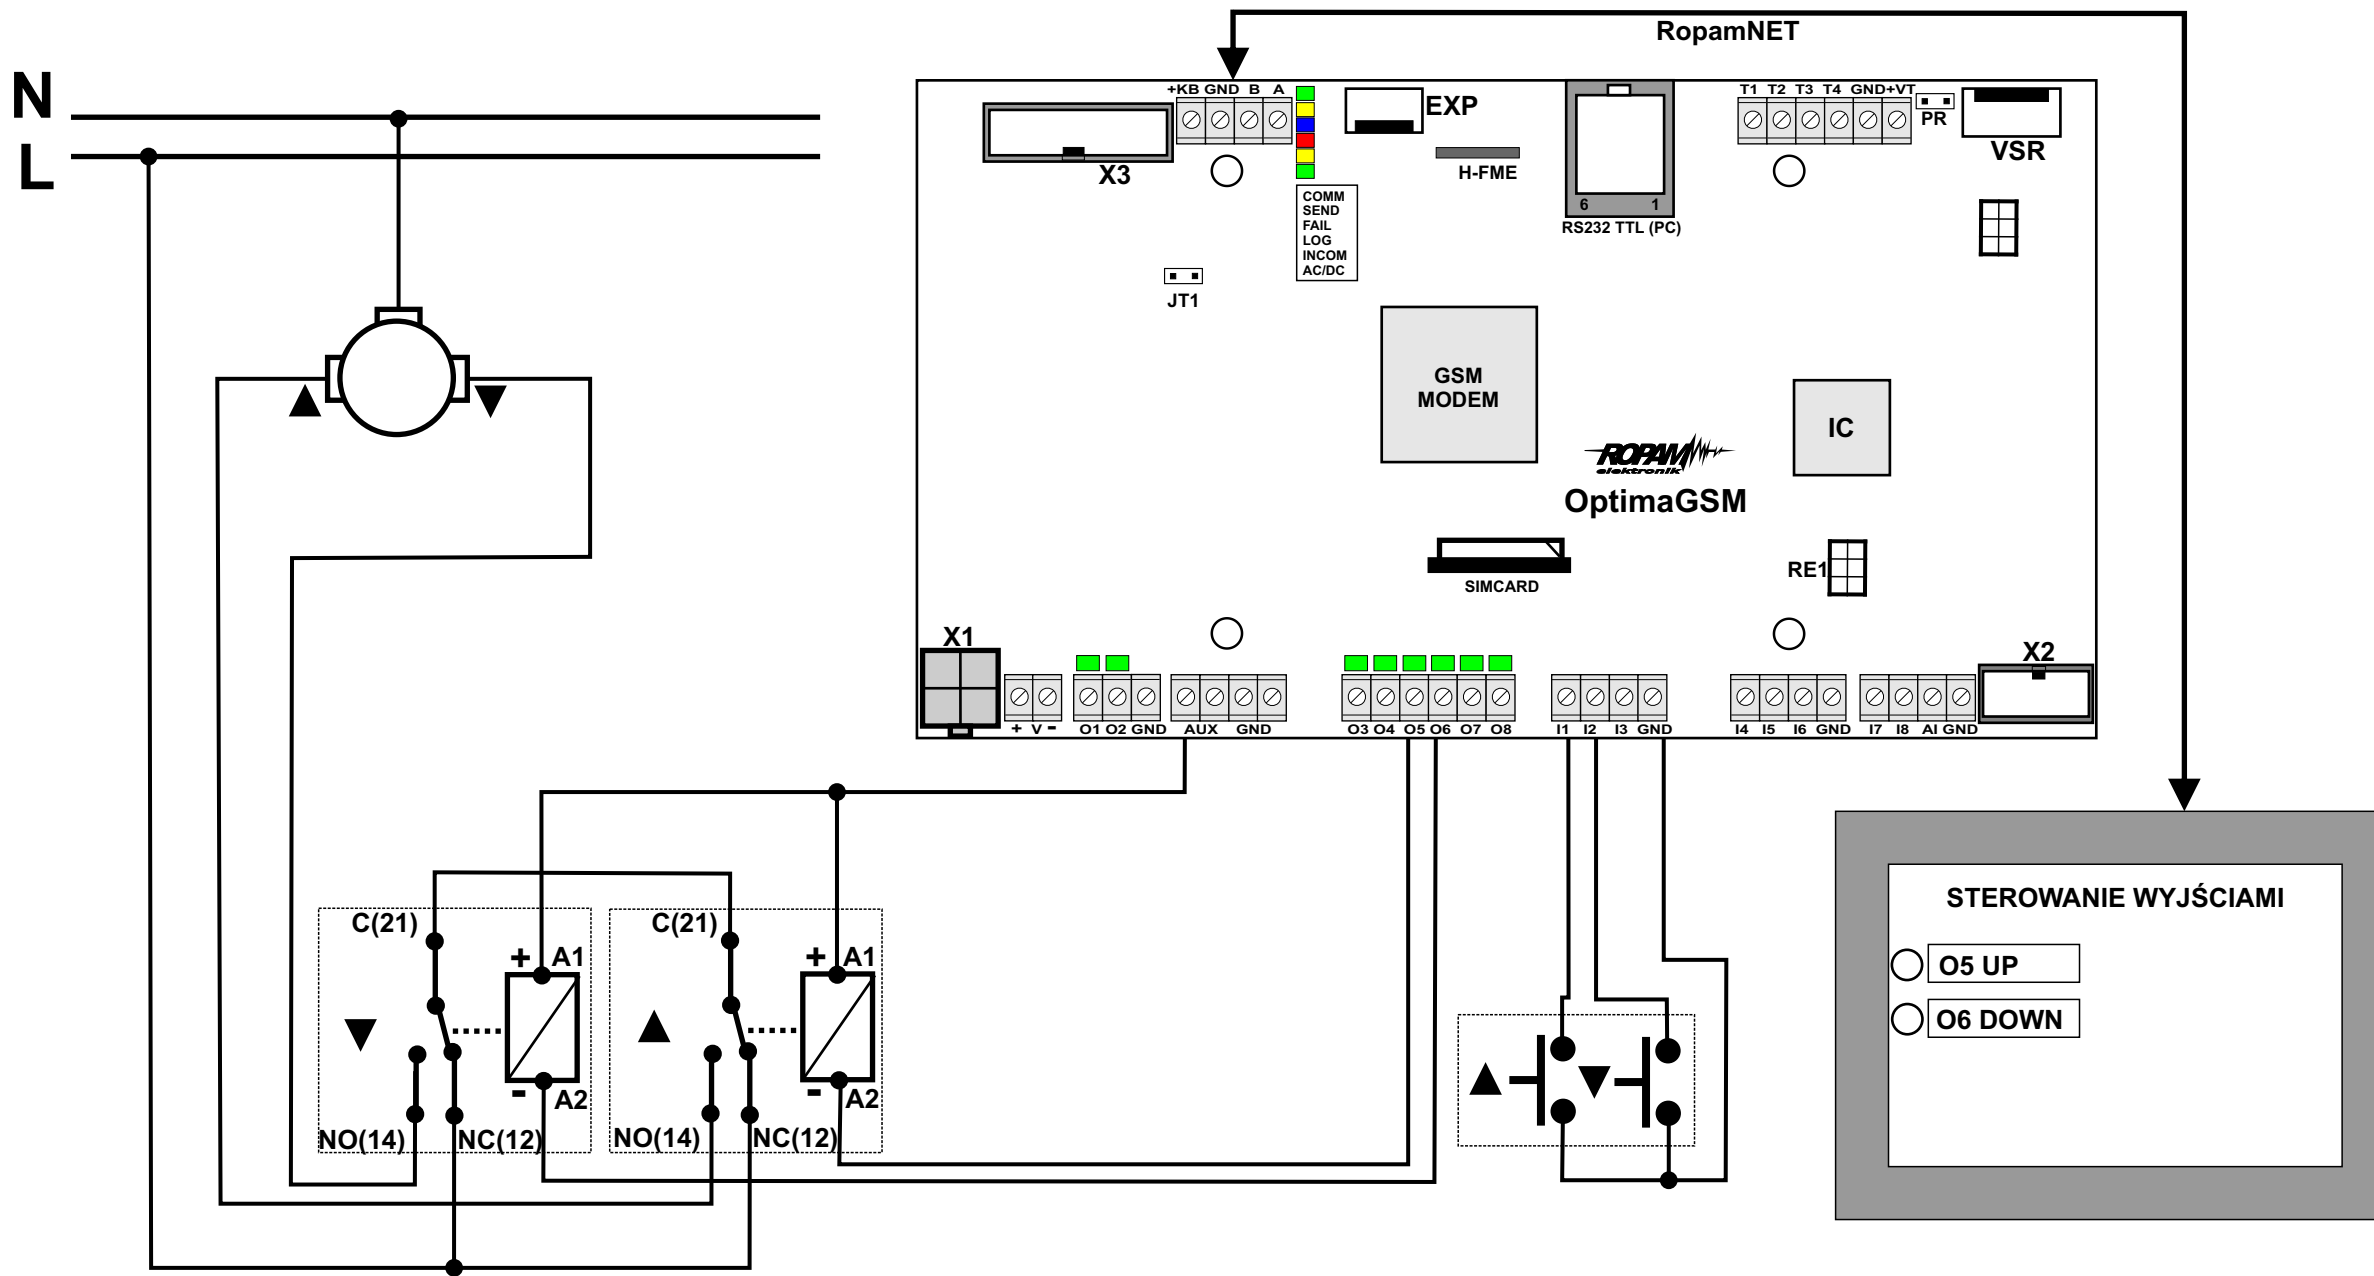 RopamNET
N
L
+KB GND B A
X3
EXP
H-FME
COMM
SEND
FAIL
LOG
INCOM
AC/DC
JT1
6 1
RS232 TTL (PC)
T1 T2 T3 T4 GND+VT
PR
VSR
GSM
MODEM
IC
ROPAM
elektronik
OptimaGSM
SIMCARD
RE1
X1
X2
+ V -
O1 O2 GND
AUX GND
O3 O4 O5 O6 O7 O8
I1 I2 I3 GND
I4 I5 I6 GND
I7 I8 AI GND
C(21)
+ A1
- A2
NO(14) NC(12)
C(21)
+ A1
- A2
NO(14) NC(12)
STEROWANIE WYJŚCIAMI
O5 UP
O6 DOWN